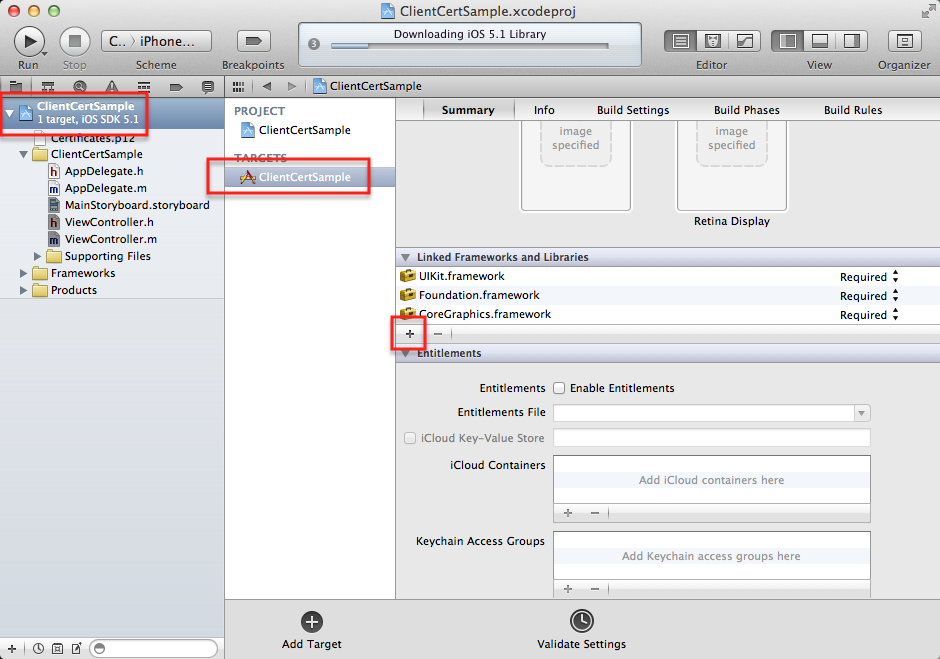 ClientCertSample.xcodeproj
Run
Stop
C.. 〉 iPhone...
Scheme
Breakpoints
3
Downloading iOS 5.1 Library
Editor
View
Organizer
ClientCertSample
ClientCertSample
1 target, iOS SDK 5.1
Certificates.p12
ClientCertSample
h AppDelegate.h
m AppDelegate.m
MainStoryboard.storyboard
h ViewController.h
m ViewController.m
Supporting Files
Frameworks
Products
PROJECT
ClientCertSample
TARGETS
ClientCertSample
Summary Info Build Settings Build Phases Build Rules
image
specified
image
specified
Retina Display
Linked Frameworks and Libraries
UIKit.framework Required
Foundation.framework Required
CoreGraphics.framework Required
+ −
Entitlements
Entitlements Enable Entitlements
Entitlements File
iCloud Key-Value Store
iCloud Containers
Add iCloud containers here
+ −
Keychain Access Groups
Add Keychain access groups here
+ −
Add Target
Validate Settings
+